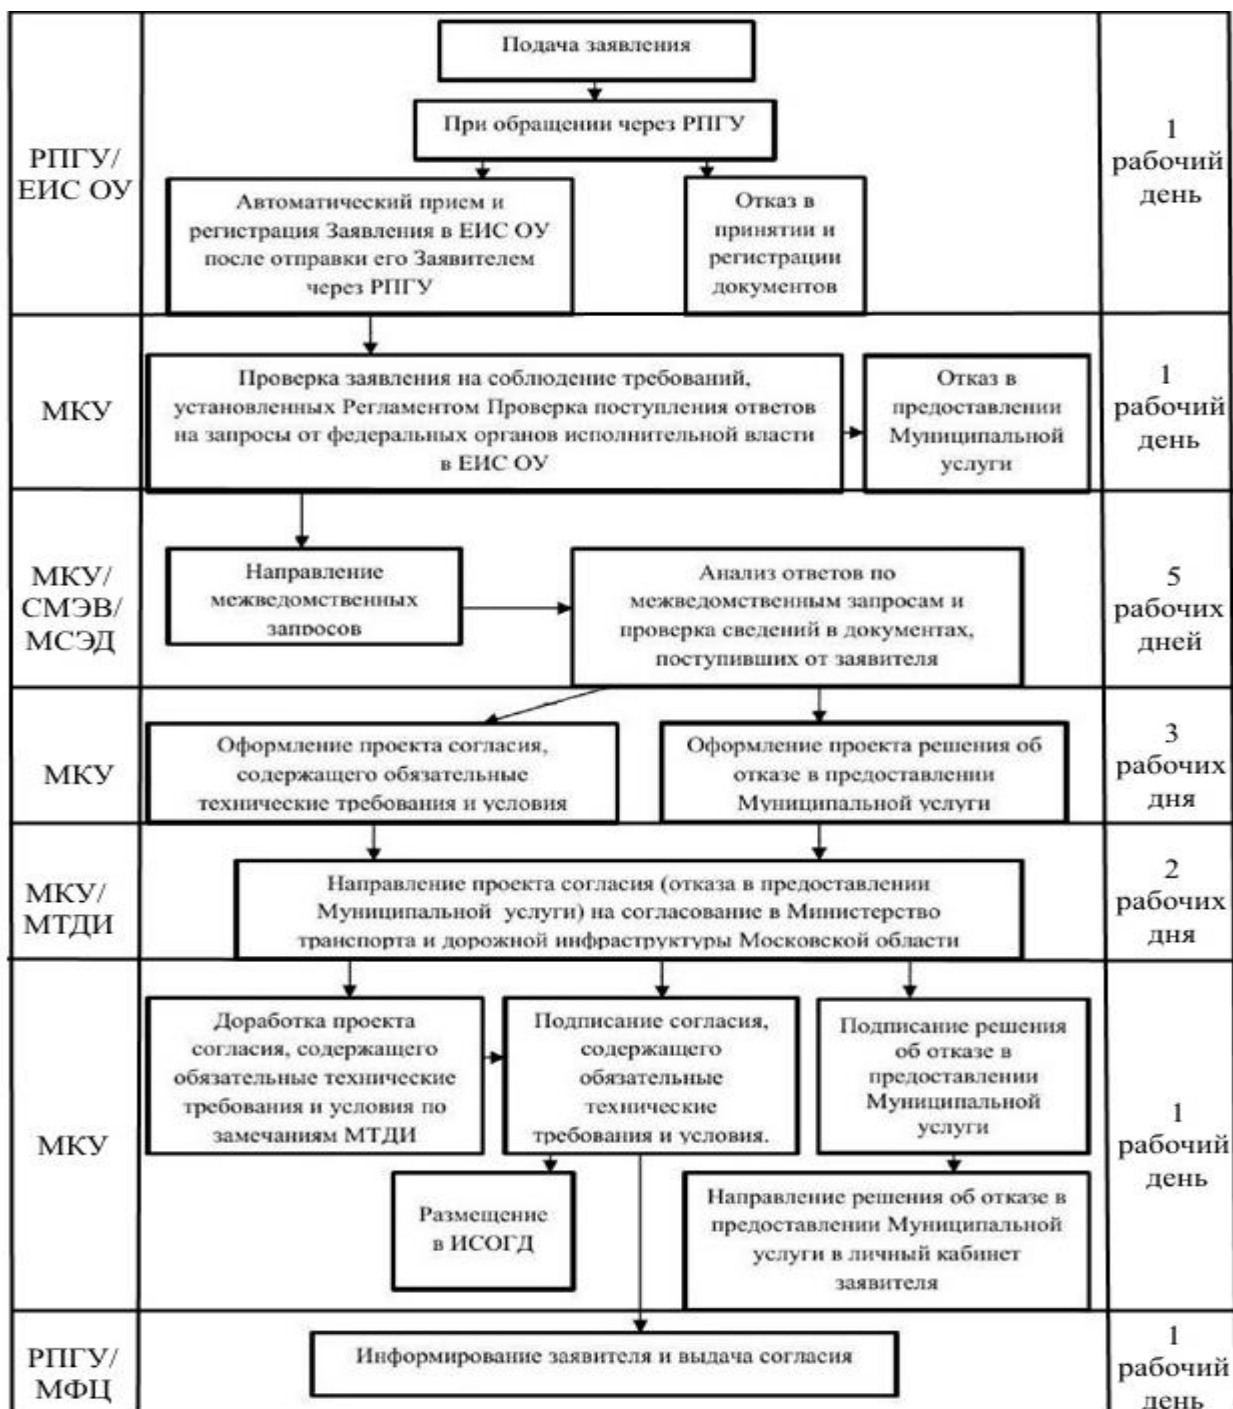 РПГУ/
ЕИС ОУ
Подача заявления
При обращении через РПГУ
Автоматический прием и
регистрация Заявления в ЕИС ОУ
после отправки его Заявителем
через РПГУ
Отказ в
принятии и
регистрации
документов
1
рабочий
день
МКУ
Проверка заявления на соблюдение требований,
установленных Регламентом Проверка поступления ответов
на запросы от федеральных органов исполнительной власти
в ЕИС ОУ
Отказ в
предоставлении
Муниципальной
услуги
1
рабочий
день
МКУ/
СМЭВ/
МСЭД
Направление
межведомственных
запросов
Анализ ответов по
межведомственным запросам и
проверка сведений в документах,
поступивших от заявителя
5
рабочих
дней
МКУ
Оформление проекта согласия,
содержащего обязательные
технические требования и условия
Оформление проекта решения об
отказе в предоставлении
Муниципальной услуги
3
рабочих
дня
МКУ/
МТДИ
Направление проекта согласия (отказа в предоставлении
Муниципальной услуги) на согласование в Министерство
транспорта и дорожной инфраструктуры Московской области
2
рабочих
дня
МКУ
Доработка проекта
согласия, содержащего
обязательные технические
требования и условия по
замечаниям МТДИ
Подписание согласия,
содержащего
обязательные
технические
требования и условия.
Подписание решения
об отказе в
предоставлении
Муниципальной
услуги
Размещение
в ИСОГД
Направление решения об отказе в
предоставлении Муниципальной
услуги в личный кабинет
заявителя
1
рабочий
день
РПГУ/
МФЦ
Информирование заявителя и выдача согласия
1
рабочий
день